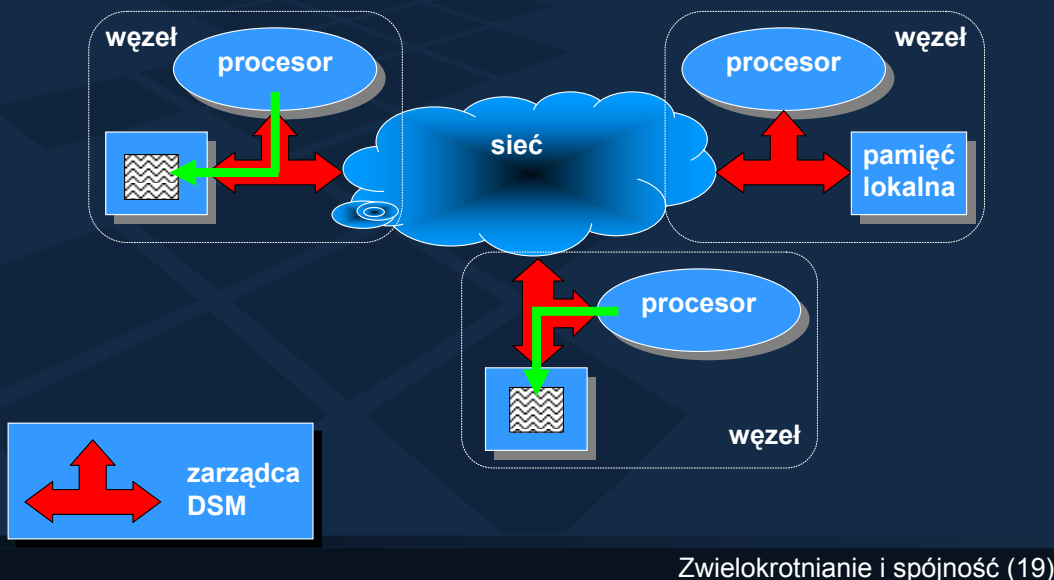 węzeł
procesor
sieć
procesor
węzeł
pamięć
lokalna
procesor
węzeł
zarządca
DSM
Zwielokrotnianie i spójność (19)